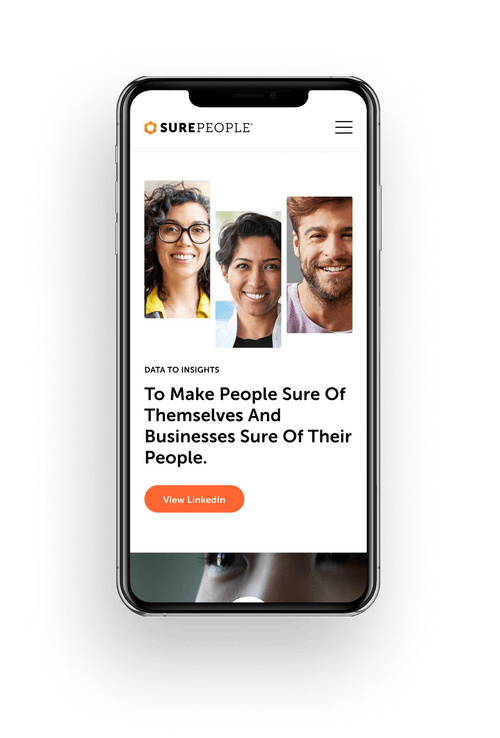 SUREPEOPLE®
DATA TO INSIGHTS
To Make People Sure Of
Themselves And
Businesses Sure Of Their
People.
View LinkedIn